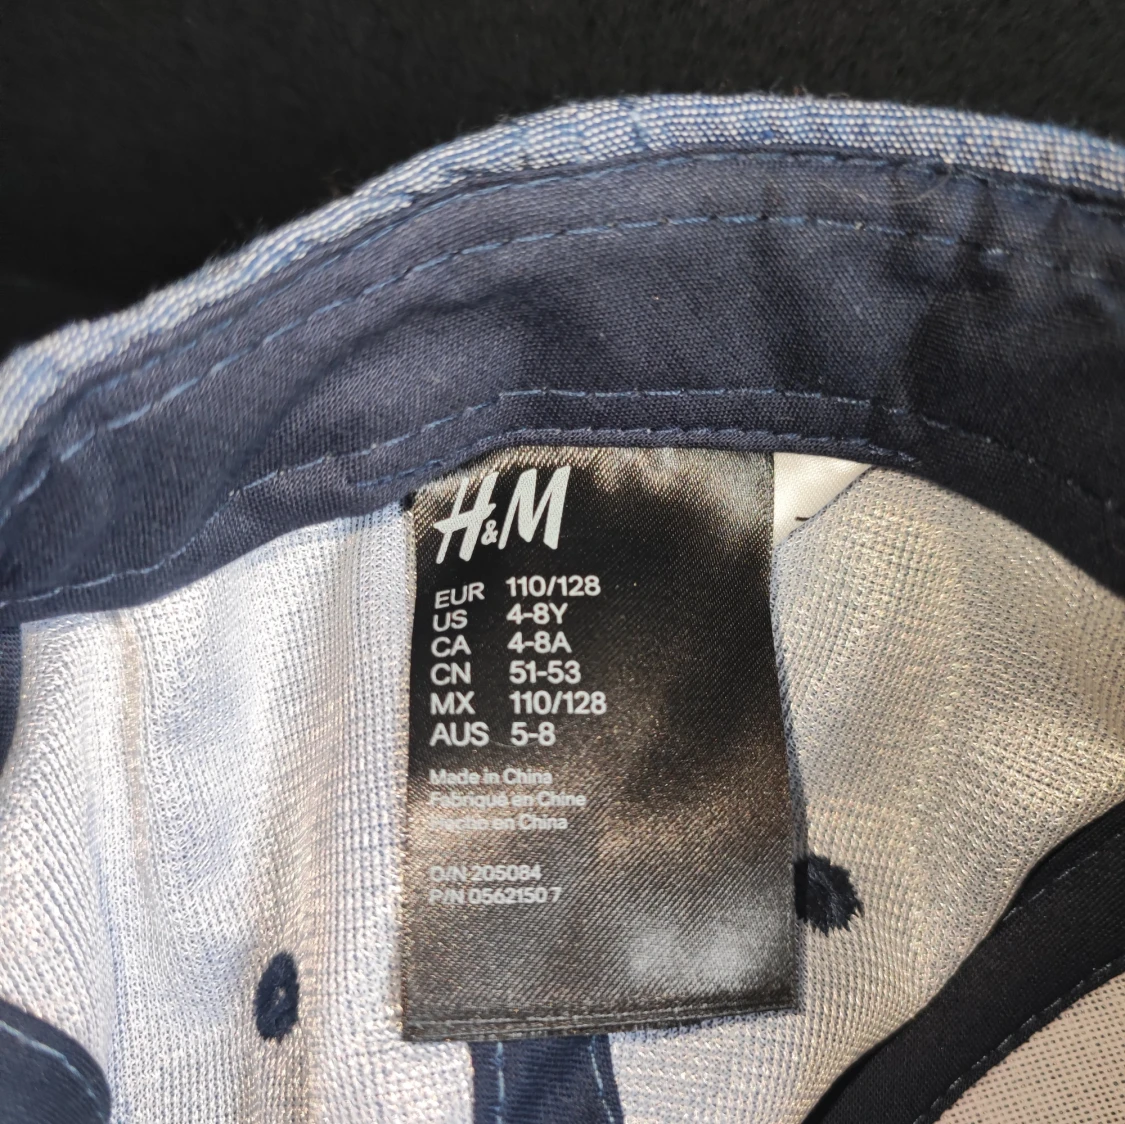 H&M
EUR 110/128
US 4-8Y
CA 4-8A
CN 51-53
MX 110/128
AUS 5-8
Made in China
Fabriqué en Chine
Hecho en China
O/N 205084
P/N 0562150 7